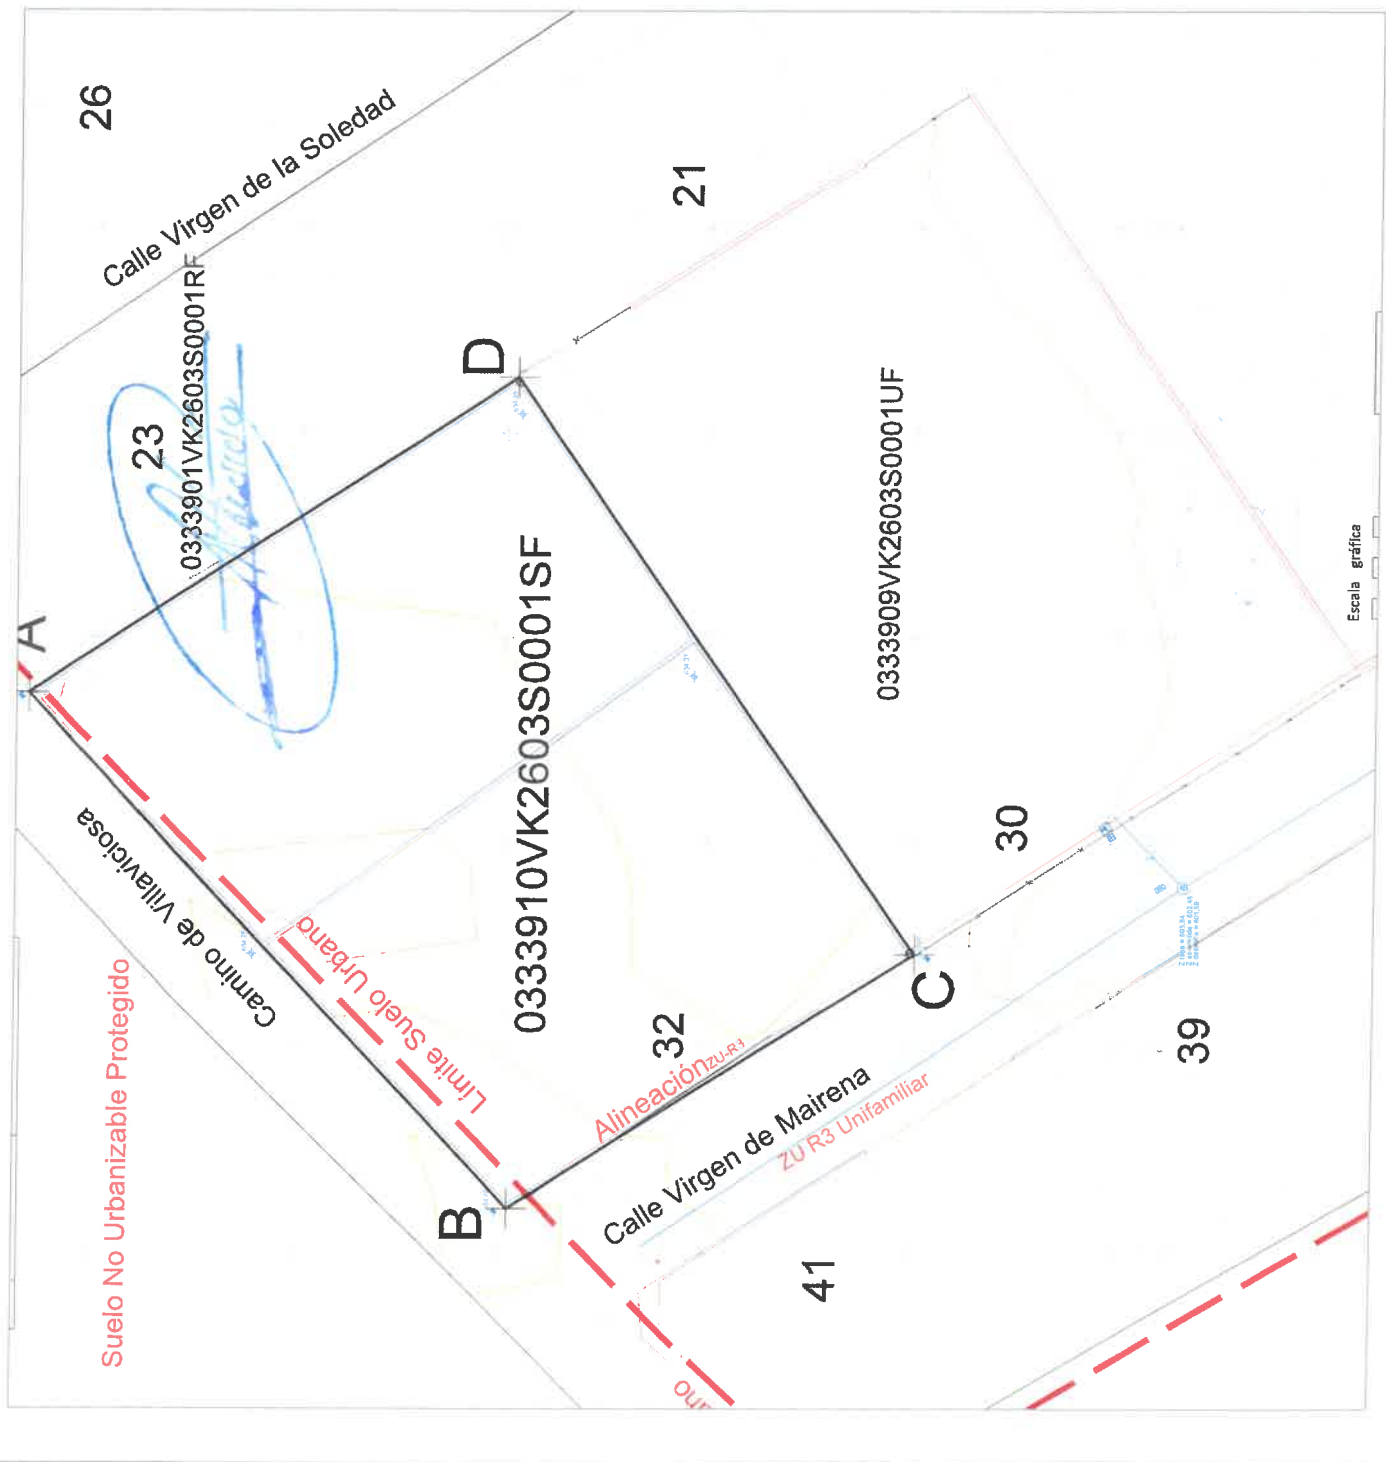 Suelo No Urbanizable Protegido
Camino de Villaviciosa
A
26
Calle Virgen de la Soledad
23
0333901VK2603S0001RF
Límite Suelo Urbano
B
D
0333910VK2603S0001SF
21
32
Alineación ZU-R3
Calle Virgen de Mairena
ZU R3 Unifamiliar
C
0333909VK2603S0001UF
30
41
39
Escala gráfica